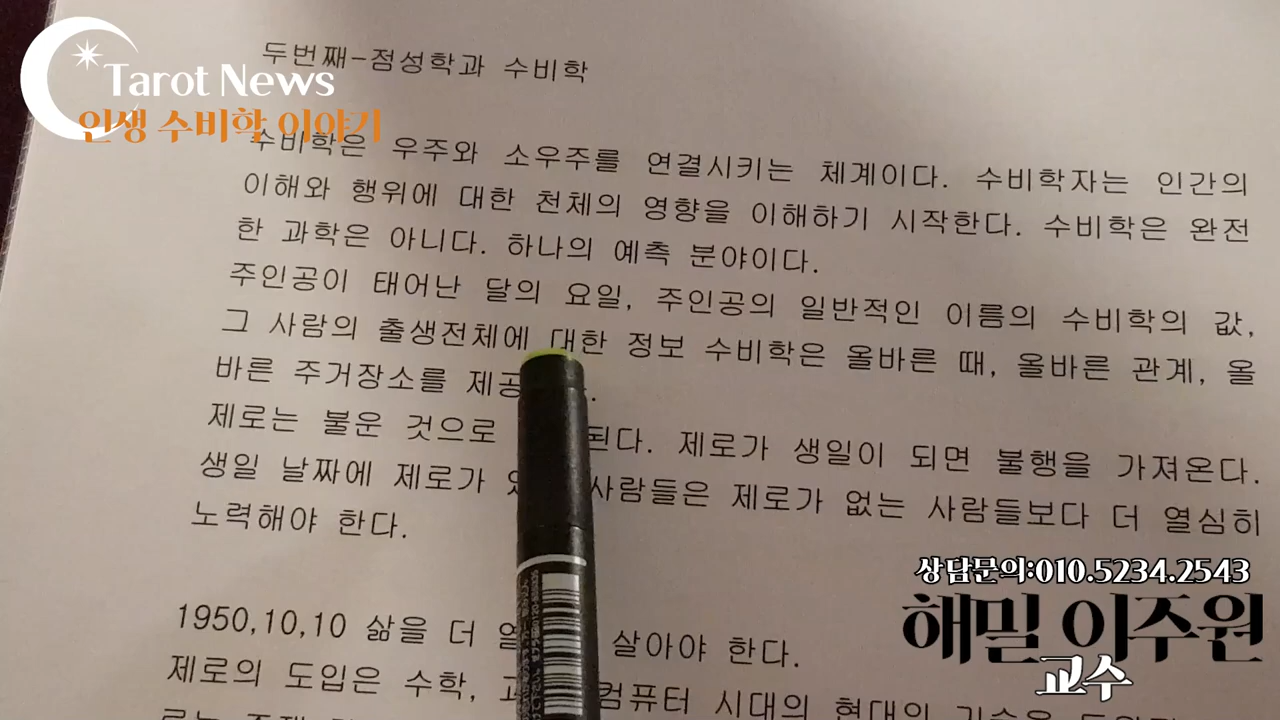 Tarot News
인생 수비학 이야기
두번째-점성학과 수비학
수비학은 우주와 소우주를 연결시키는 체계이다. 수비학자는 인간의
이해와 행위에 대한 천체의 영향을 이해하기 시작한다. 수비학은 완전
한 과학은 아니다. 하나의 예측 분야이다.
주인공이 태어난 달의 요일, 주인공의 일반적인 이름의 수비학의 값,
그 사람의 출생전체에 대한 정보 수비학은 올바른 때, 올바른 관계, 올
바른 주거장소를 제공
제로는 불운 것으로 된다. 제로가 생일이 되면 불행을 가져온다.
생일 날짜에 제로가 사람들은 제로가 없는 사람들보다 더 열심히
노력해야 한다.
1950,10,10 삶을 더 살아야 한다.
제로의 도입은 수학, 컴퓨터 시대의 현대의 기술을
상담문의:010.5234.2543
해밀 이주원
교수